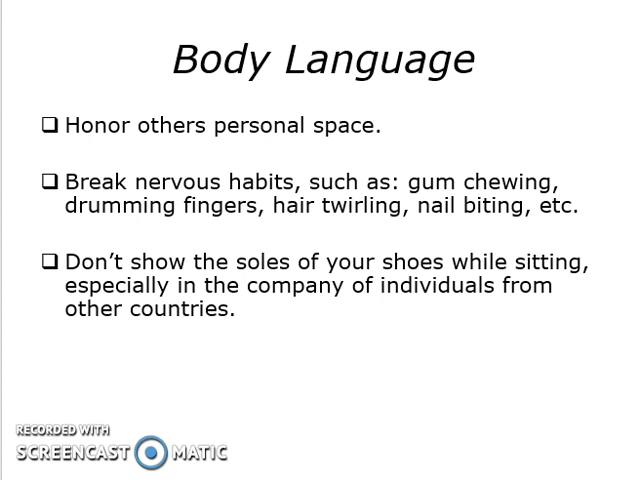 Body Language
❑ Honor others personal space.
❑ Break nervous habits, such as: gum chewing,
drumming fingers, hair twirling, nail biting, etc.
❑ Don’t show the soles of your shoes while sitting,
especially in the company of individuals from
other countries.
RECORDED WITH
SCREENCAST MATIC